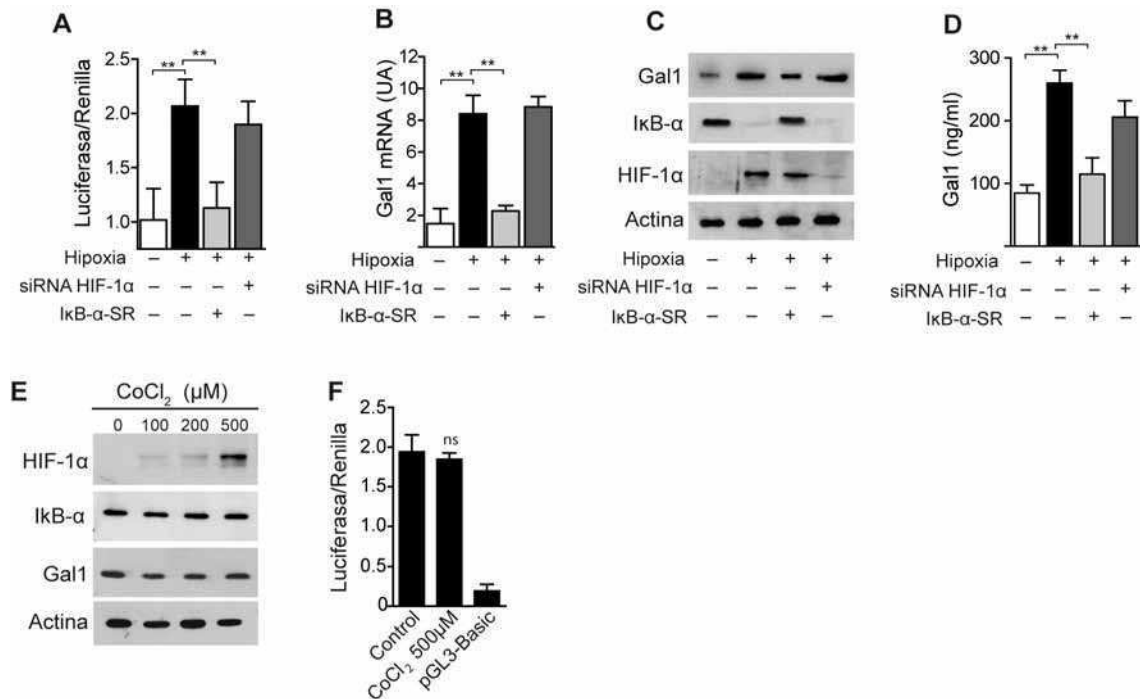 A
Luciferasa/Renilla
2.5
2.0
1.5
1.0
** **
Hipoxia – + + +
siRNA HIF-1α – – – +
IκB-α-SR – – + –
B
Gal1 mRNA (UA)
12
10
8
6
4
2
0
** **
Hipoxia – + + +
siRNA HIF-1α – – – +
IκB-α-SR – – + –
C
Gal1
IκB-α
HIF-1α
Actina
Hipoxia – + + +
siRNA HIF-1α – – – +
IκB-α-SR – – + –
D
Gal1 (ng/ml)
300
200
100
0
** **
Hipoxia – + + +
siRNA HIF-1α – – – +
IκB-α-SR – – + –
E
CoCl₂ (µM)
0 100 200 500
HIF-1α
IkB-α
Gal1
Actina
F
Luciferasa/Renilla
2.5
2.0
1.5
1.0
0.5
0
ns
Control
CoCl₂ 500µM
pGL3-Basic